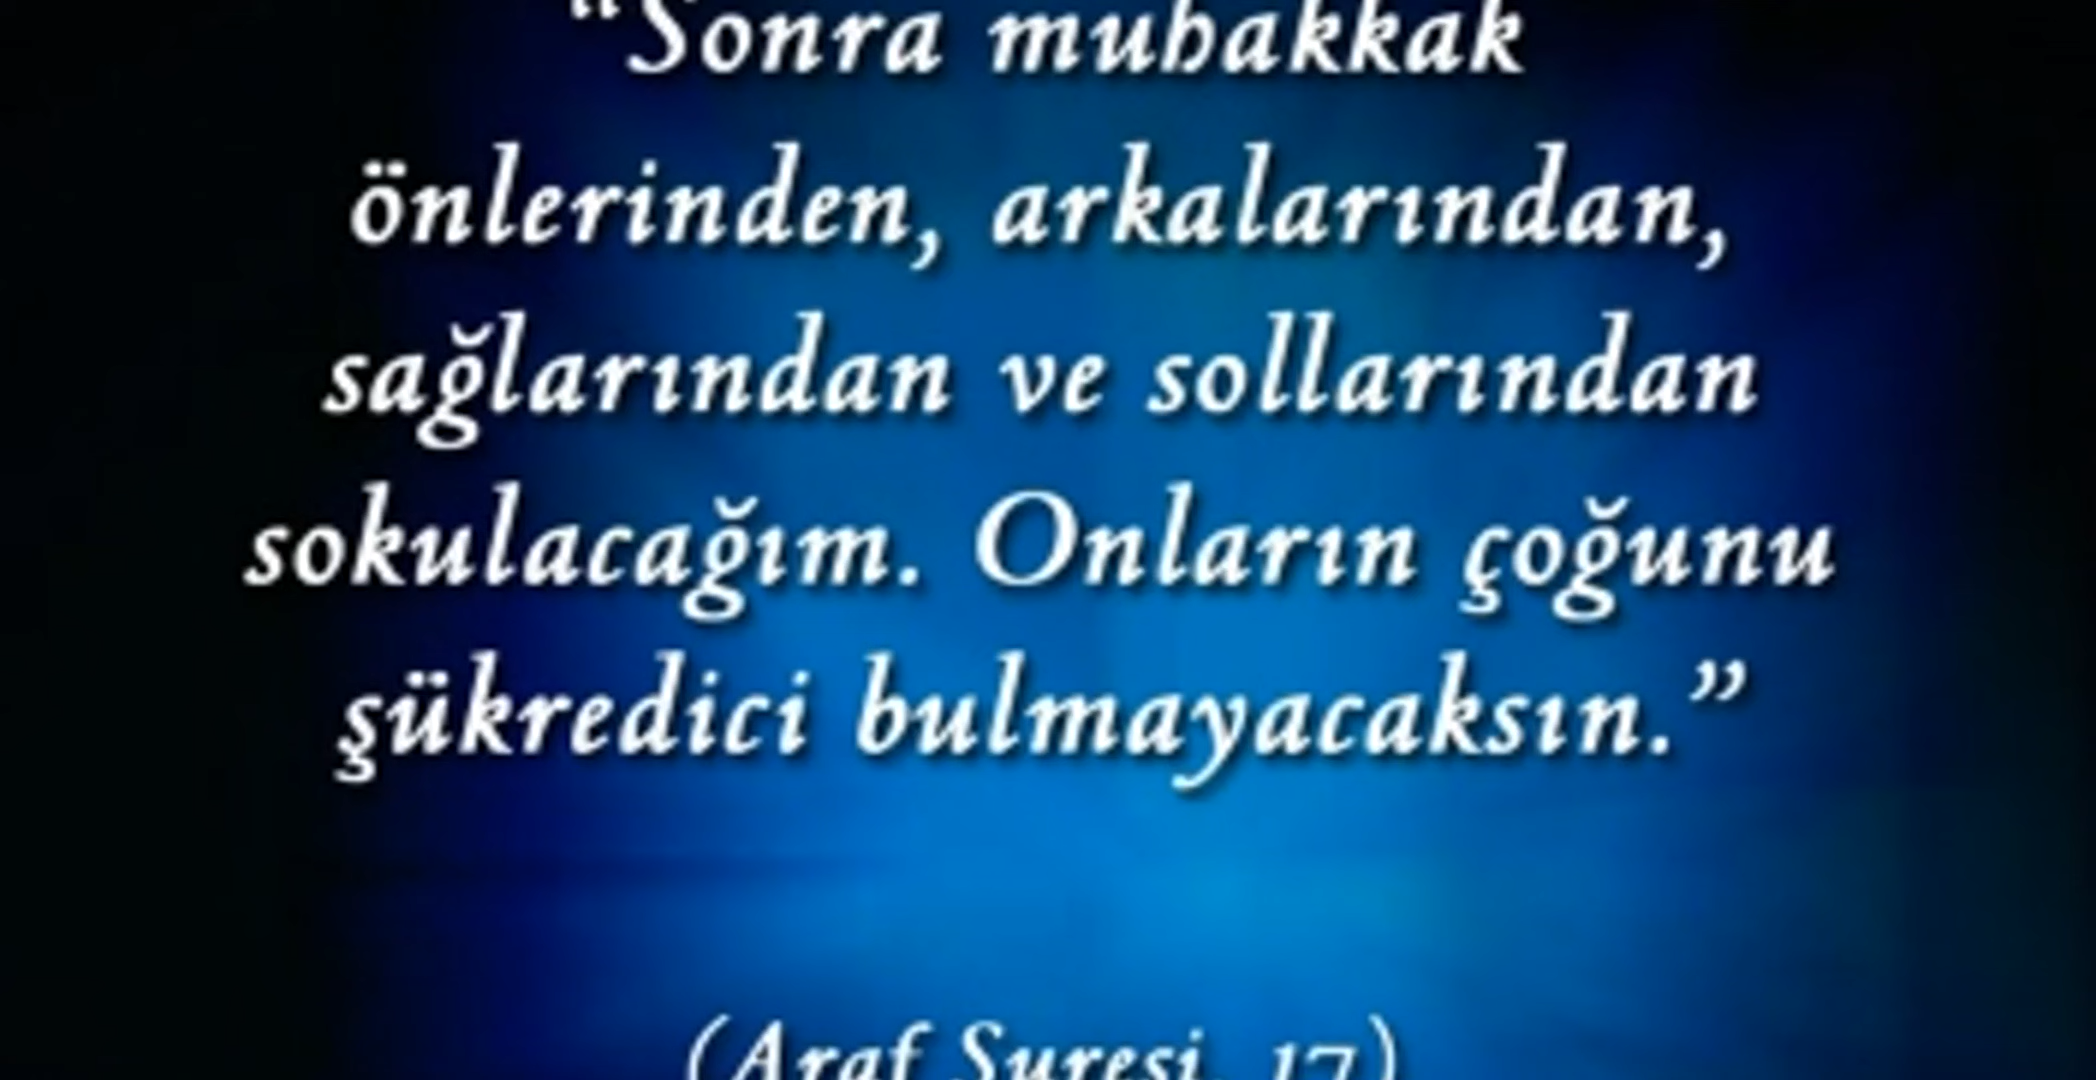 “Sonra muhakkak
önlerinden, arkalarından,
sağlarından ve sollarından
sokulacağım. Onların çoğunu
şükredici bulmayacaksın.”
(Araf Suresi, 17)